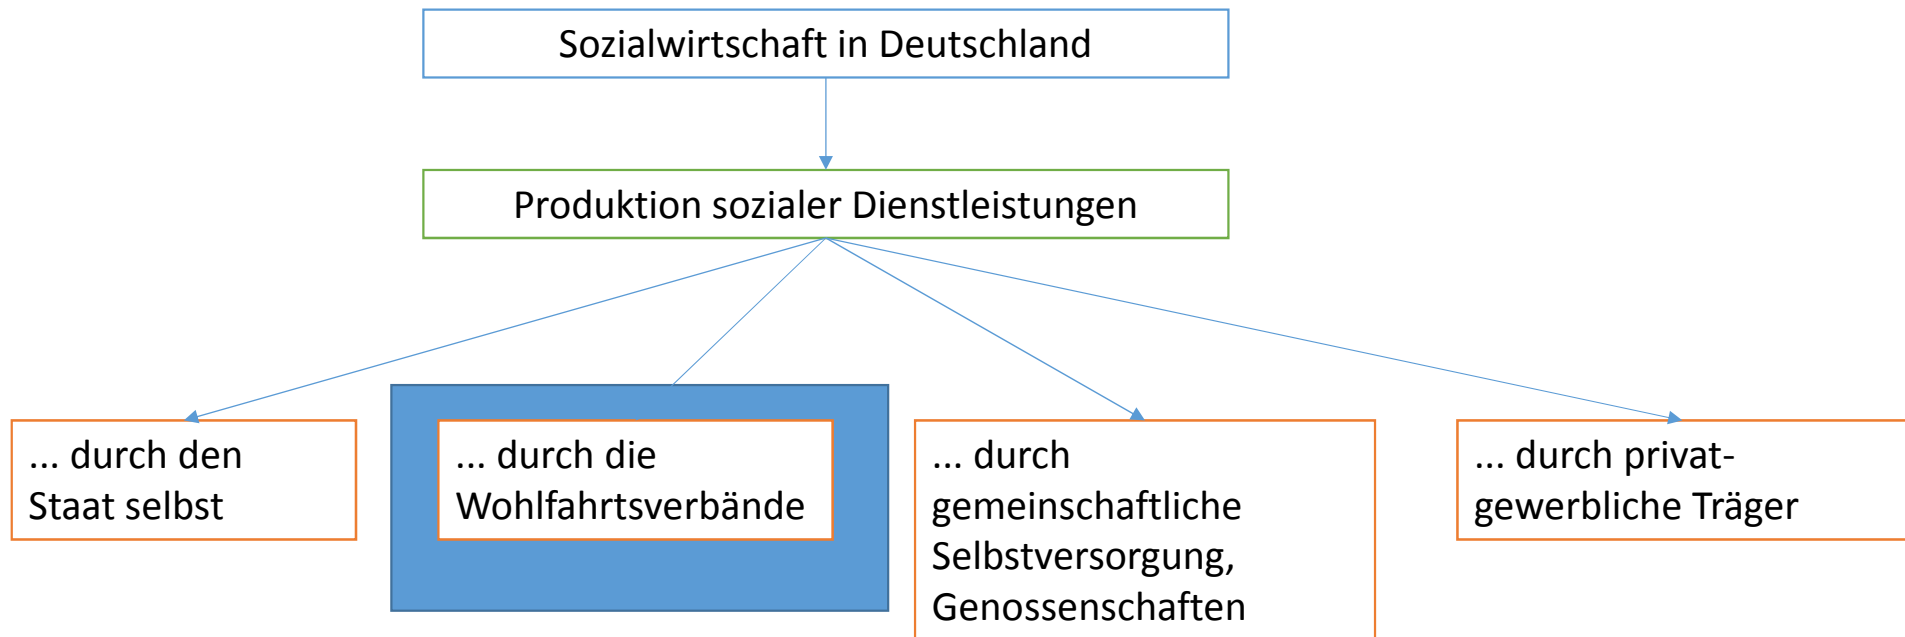 Sozialwirtschaft in Deutschland
Produktion sozialer Dienstleistungen
... durch den
Staat selbst
... durch die
Wohlfahrtsverbände
... durch
gemeinschaftliche
Selbstversorgung,
Genossenschaften
... durch privat-
gewerbliche Träger